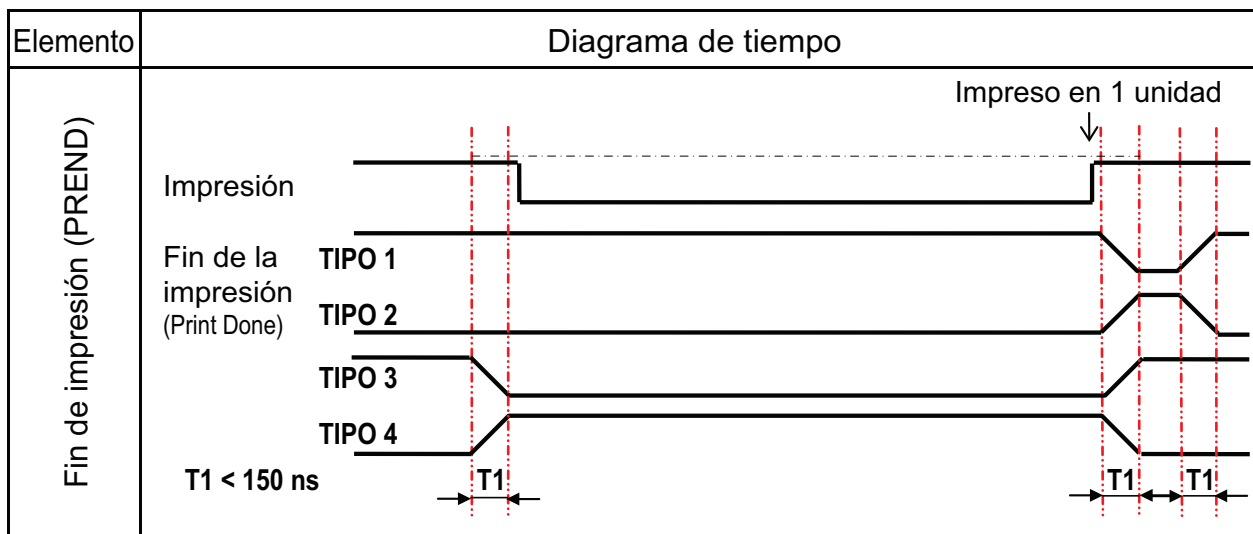 Elemento
Diagrama de tiempo
Fin de impresión (PREND)
Impreso en 1 unidad
Impresión
Fin de la
impresión
(Print Done)
TIPO 1
TIPO 2
TIPO 3
TIPO 4
T1 < 150 ns
T1
T1
T1